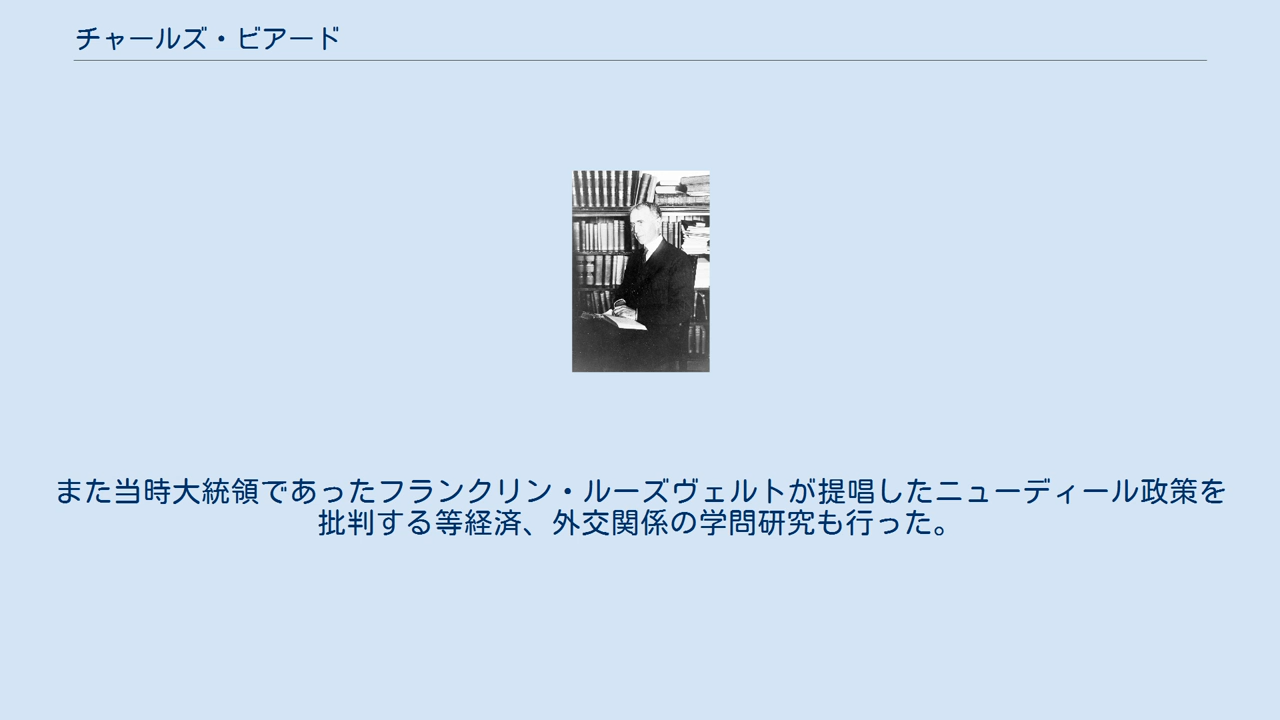 チャールズ・ビアード
また当時大統領であったフランクリン・ルーズヴェルトが提唱したニューディール政策を
批判する等経済、外交関係の学問研究も行った。